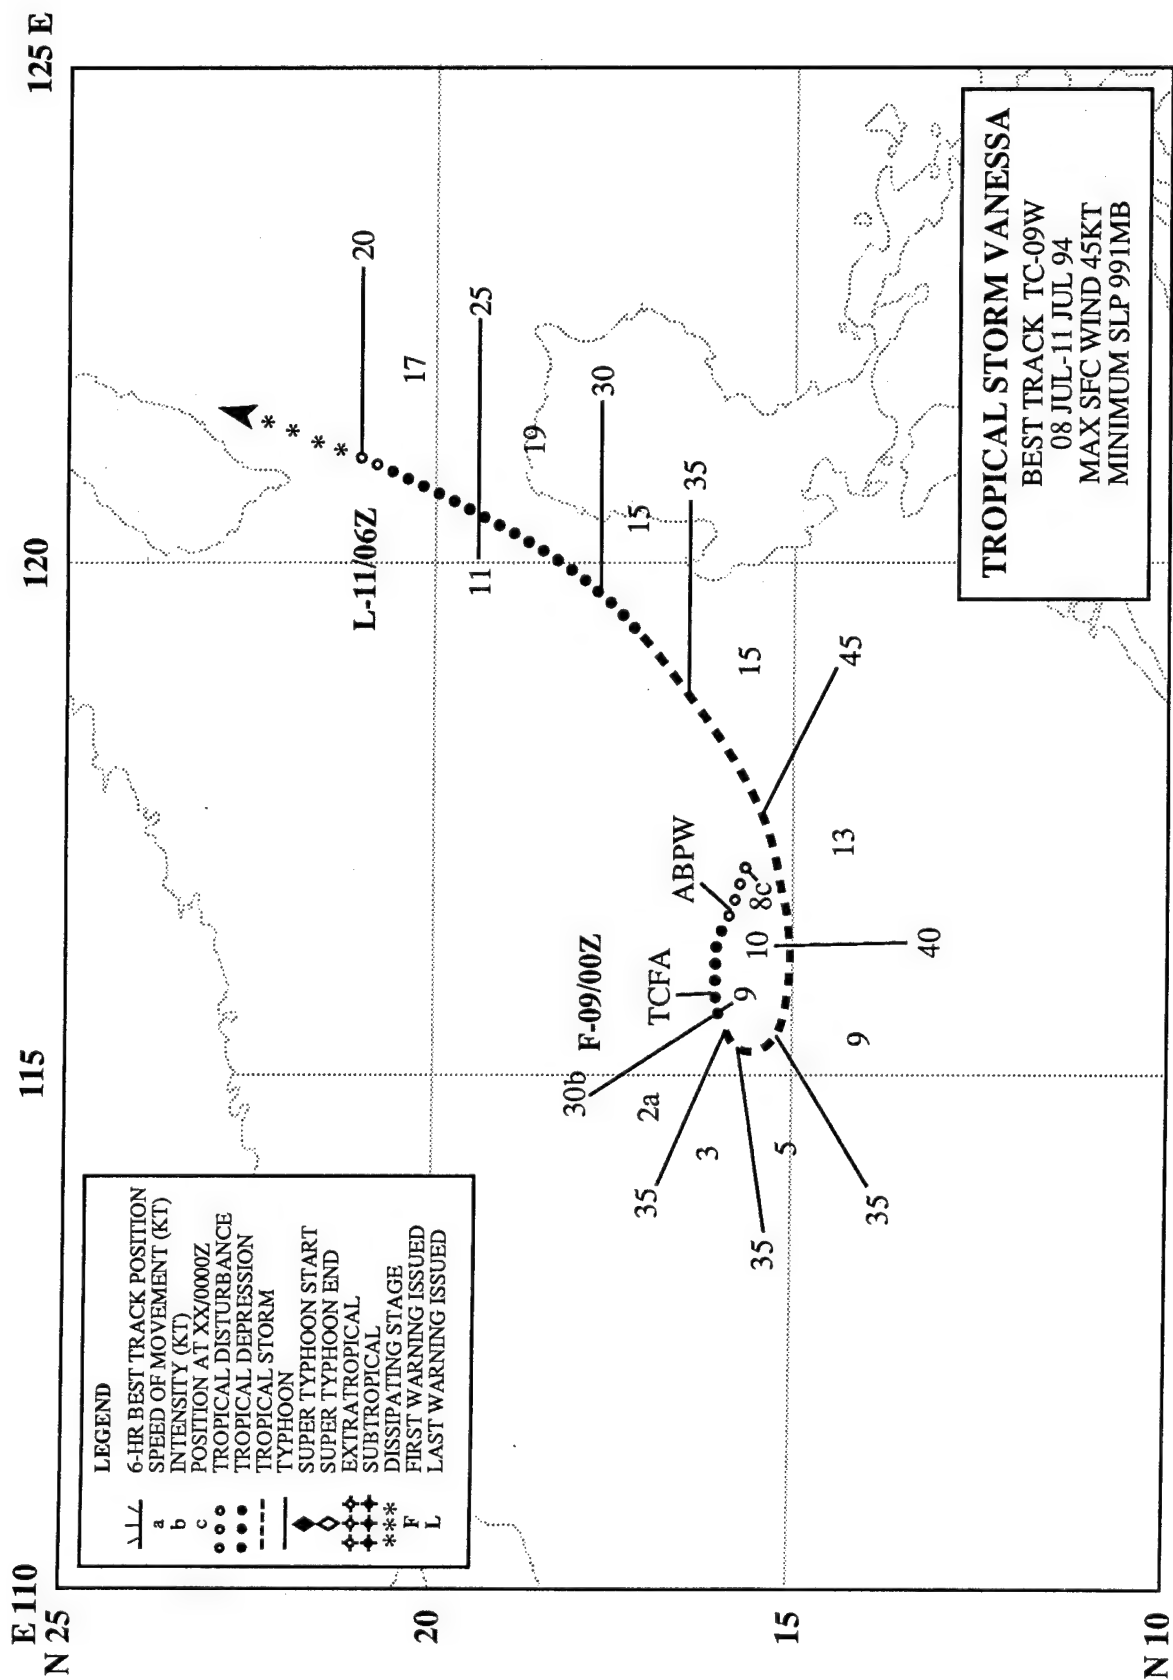 E 110
115
120
125 E
N 25
20
15
N 10
LEGEND
6-HR BEST TRACK POSITION
a SPEED OF MOVEMENT (KT)
b INTENSITY (KT)
c POSITION AT XX/0000Z
TROPICAL DISTURBANCE
TROPICAL DEPRESSION
TROPICAL STORM
TYPHOON
SUPER TYPHOON START
SUPER TYPHOON END
EXTRATROPICAL
SUBTROPICAL
*** DISSIPATING STAGE
F FIRST WARNING ISSUED
L LAST WARNING ISSUED
L-11/06Z
20
17
25
11
19
30
15
35
15
45
F-09/00Z
TCFA
ABPW
30b
2a
9
10
8c
13
40
35
3
35
5
9
35
TROPICAL STORM VANESSA
BEST TRACK TC-09W
08 JUL-11 JUL 94
MAX SFC WIND 45KT
MINIMUM SLP 991MB